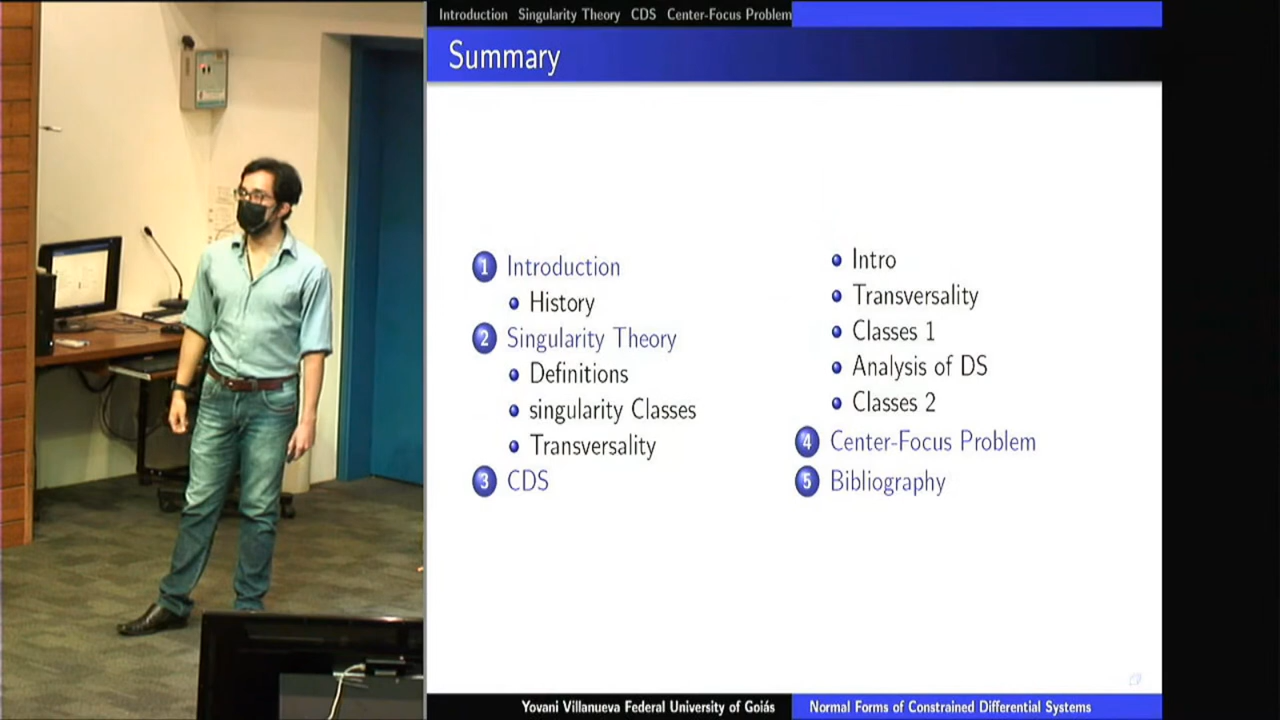 Introduction Singularity Theory CDS Center-Focus Problem
Summary
1 Introduction
History
2 Singularity Theory
Definitions
singularity Classes
Transversality
3 CDS
Intro
Transversality
Classes 1
Analysis of DS
Classes 2
4 Center-Focus Problem
5 Bibliography
Yovani Villanueva Federal University of Goiás
Normal Forms of Constrained Differential Systems